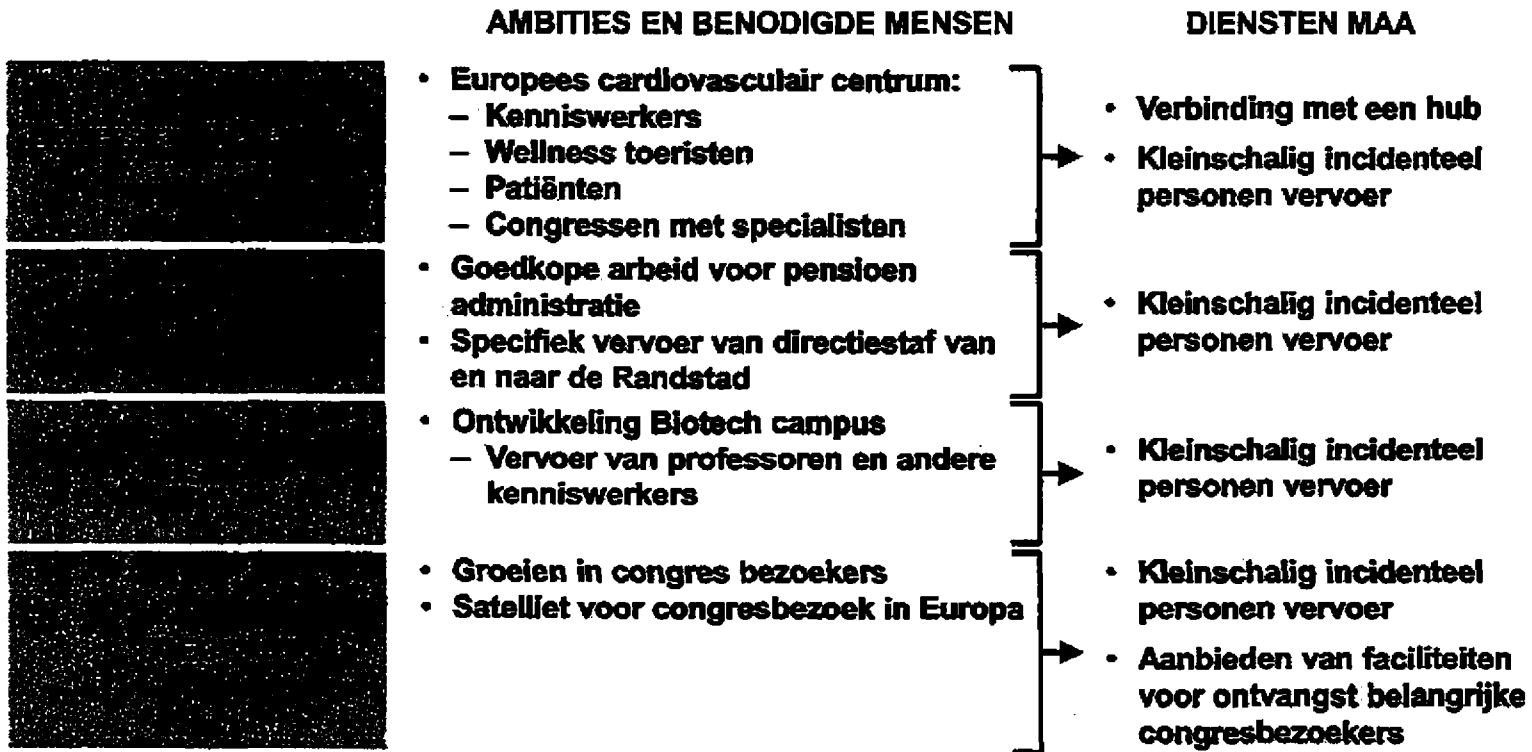 AMBITIES EN BENODIGDE MENSEN
DIENSTEN MAA
• Europees cardiovasculair centrum:
– Kenniswerkers
– Wellness toeristen
– Patiënten
– Congressen met specialisten
• Verbinding met een hub
• Kleinschalig incidenteel
personen vervoer
• Goedkope arbeid voor pensioen
administratie
• Specifiek vervoer van directiestaf van
en naar de Randstad
• Kleinschalig incidenteel
personen vervoer
• Ontwikkeling Biotech campus
– Vervoer van professoren en andere
kenniswerkers
• Kleinschalig incidenteel
personen vervoer
• Groeien in congres bezoekers
• Satelliet voor congresbezoek in Europa
• Kleinschalig incidenteel
personen vervoer
• Aanbieden van faciliteiten
voor ontvangst belangrijke
congresbezoekers